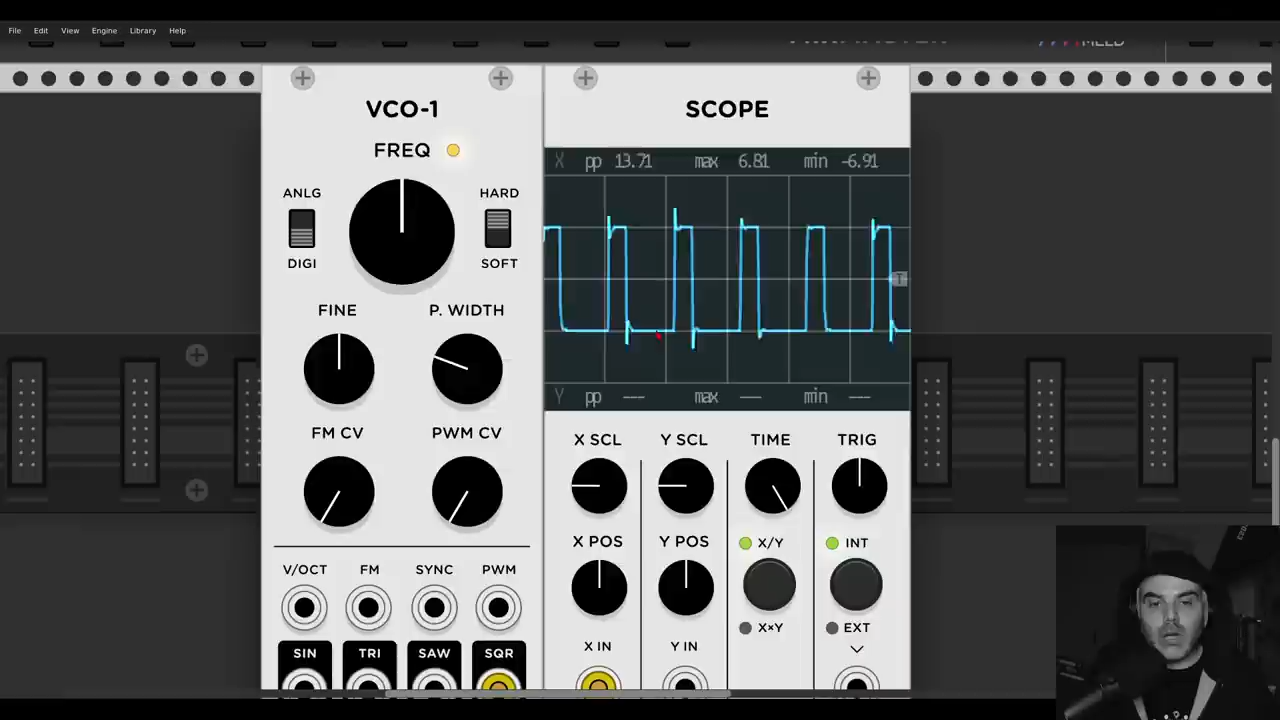 File Edit View Engine Library Help
VCO-1
SCOPE
FREQ
X pp 13.71 max 6.81 min -6.91
ANLG
HARD
DIGI
SOFT
T
FINE
P. WIDTH
Y pp --- max --- min ---
FM CV
PWM CV
X SCL
Y SCL
TIME
TRIG
X POS
Y POS
X/Y
INT
V/OCT
FM
SYNC
PWM
X×Y
EXT
SIN
TRI
SAW
SQR
X IN
Y IN